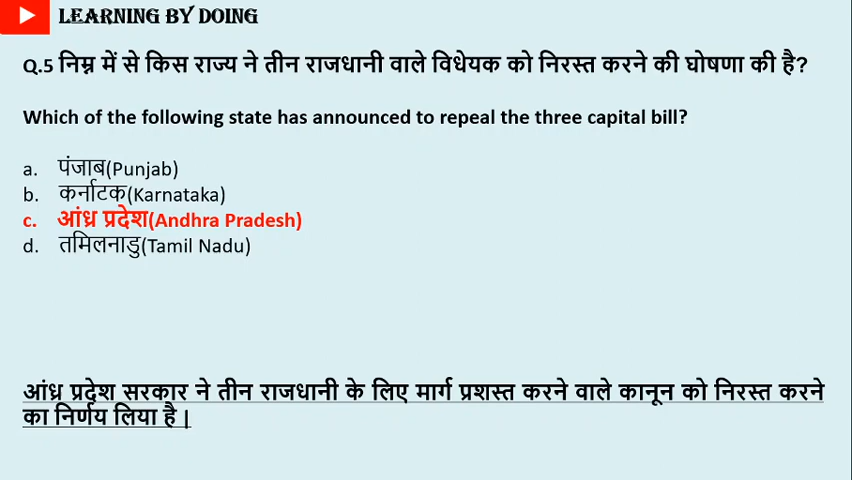 LEARNING BY DOING
Q.5 निम्न में से किस राज्य ने तीन राजधानी वाले विधेयक को निरस्त करने की घोषणा की है?
Which of the following state has announced to repeal the three capital bill?
a. पंजाब(Punjab)
b. कर्नाटक(Karnataka)
c. आंध्र प्रदेश(Andhra Pradesh)
d. तमिलनाडु(Tamil Nadu)
आंध्र प्रदेश सरकार ने तीन राजधानी के लिए मार्ग प्रशस्त करने वाले कानून को निरस्त करने
का निर्णय लिया है |